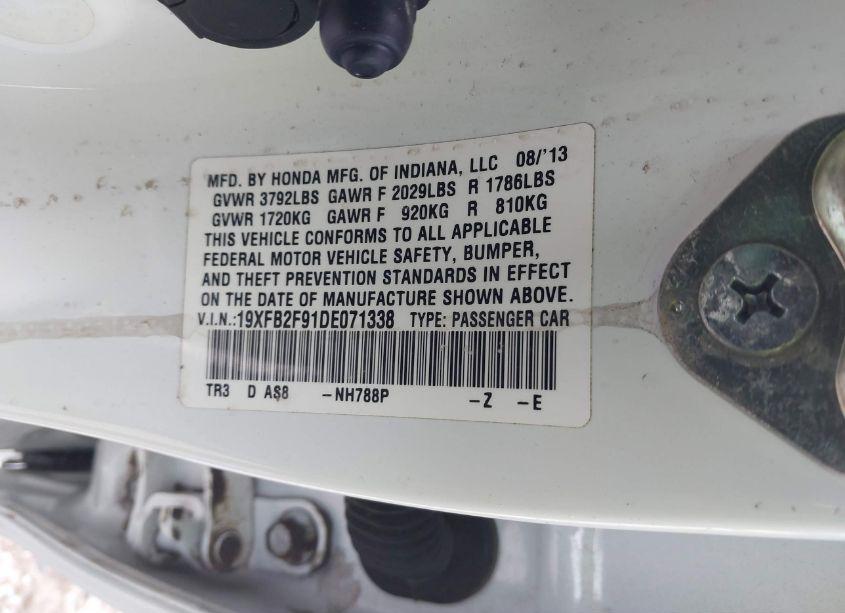 MFD. BY HONDA MFG. OF INDIANA, LLC 08/'13
GVWR 3792LBS GAWR F 2029LBS R 1786LBS
GVWR 1720KG GAWR F 920KG R 810KG
THIS VEHICLE CONFORMS TO ALL APPLICABLE
FEDERAL MOTOR VEHICLE SAFETY, BUMPER,
AND THEFT PREVENTION STANDARDS IN EFFECT
ON THE DATE OF MANUFACTURE SHOWN ABOVE.
V.I.N.:19XFB2F91DE071338 TYPE: PASSENGER CAR
TR3 D AS8 -NH788P -Z -E